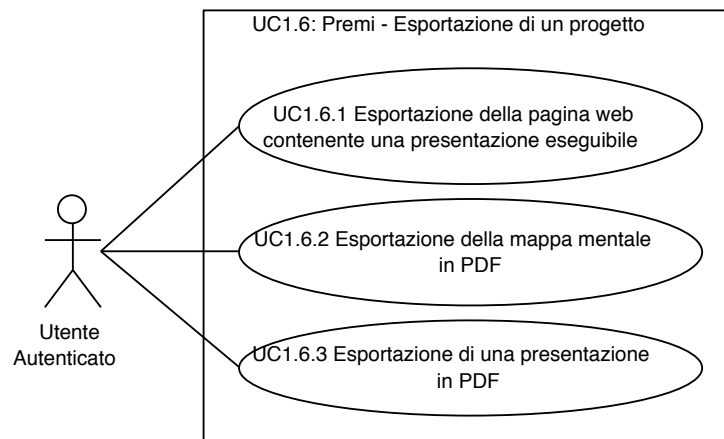 UC1.6: Premi - Esportazione di un progetto
UC1.6.1 Esportazione della pagina web
contenente una presentazione eseguibile
UC1.6.2 Esportazione della mappa mentale
in PDF
UC1.6.3 Esportazione di una presentazione
in PDF
Utente
Autenticato